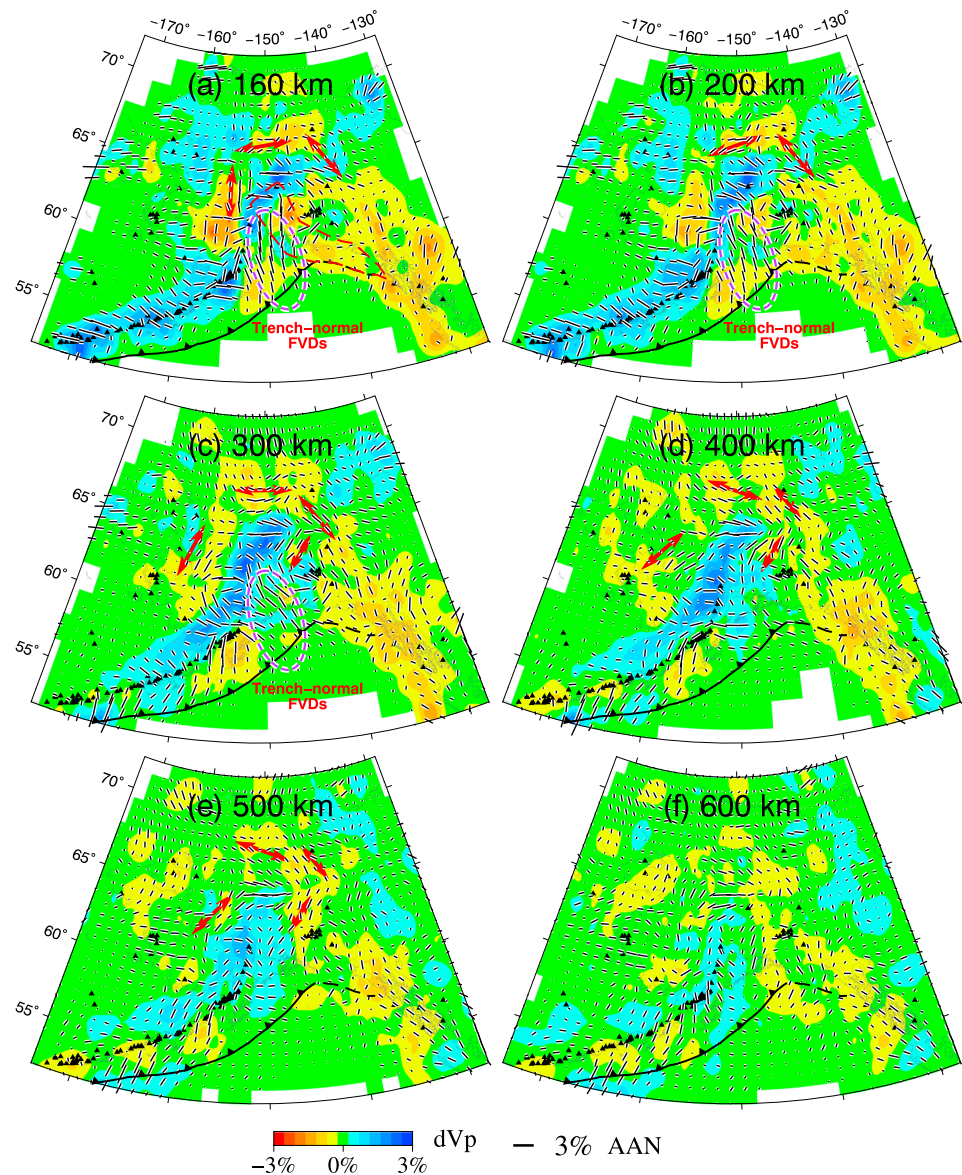 −170° −160° −150° −140° −130°
−170° −160° −150° −140° −130°
70°
65°
60°
55°
(a) 160 km
Trench−normal
FVDs
(b) 200 km
Trench−normal
FVDs
70°
65°
60°
55°
(c) 300 km
Trench−normal
FVDs
(d) 400 km
70°
65°
60°
55°
(e) 500 km
(f) 600 km
dVp
−3% 0% 3%
3% AAN